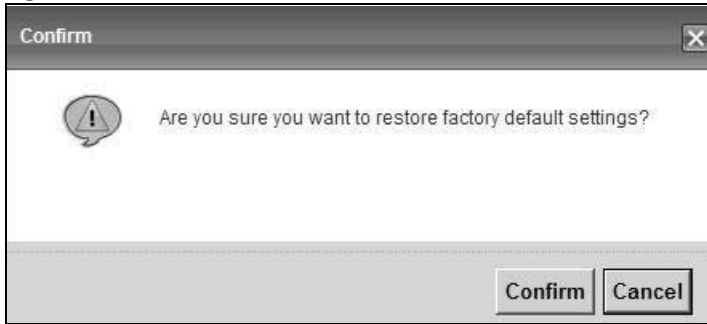 Confirm
Are you sure you want to restore factory default settings?
Confirm Cancel